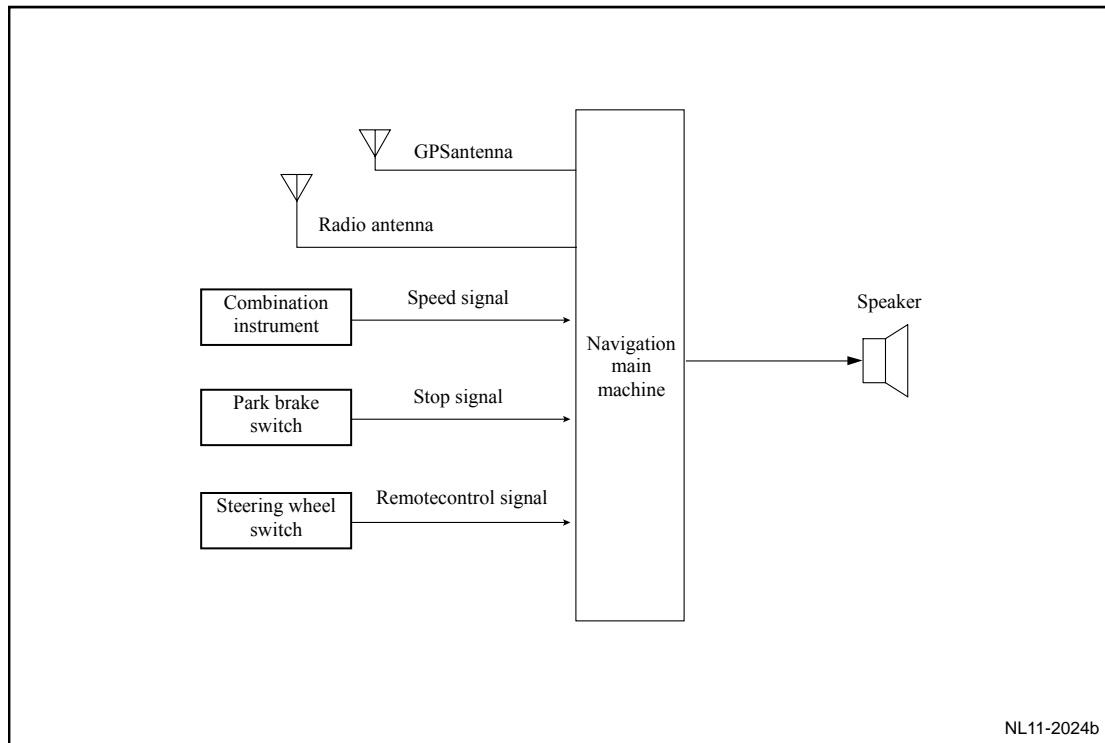 GPSantenna
Radio antenna
Combination
instrument
Speed signal
Park brake
switch
Stop signal
Steering wheel
switch
Remotecontrol signal
Navigation
main
machine
Speaker
NL11-2024b